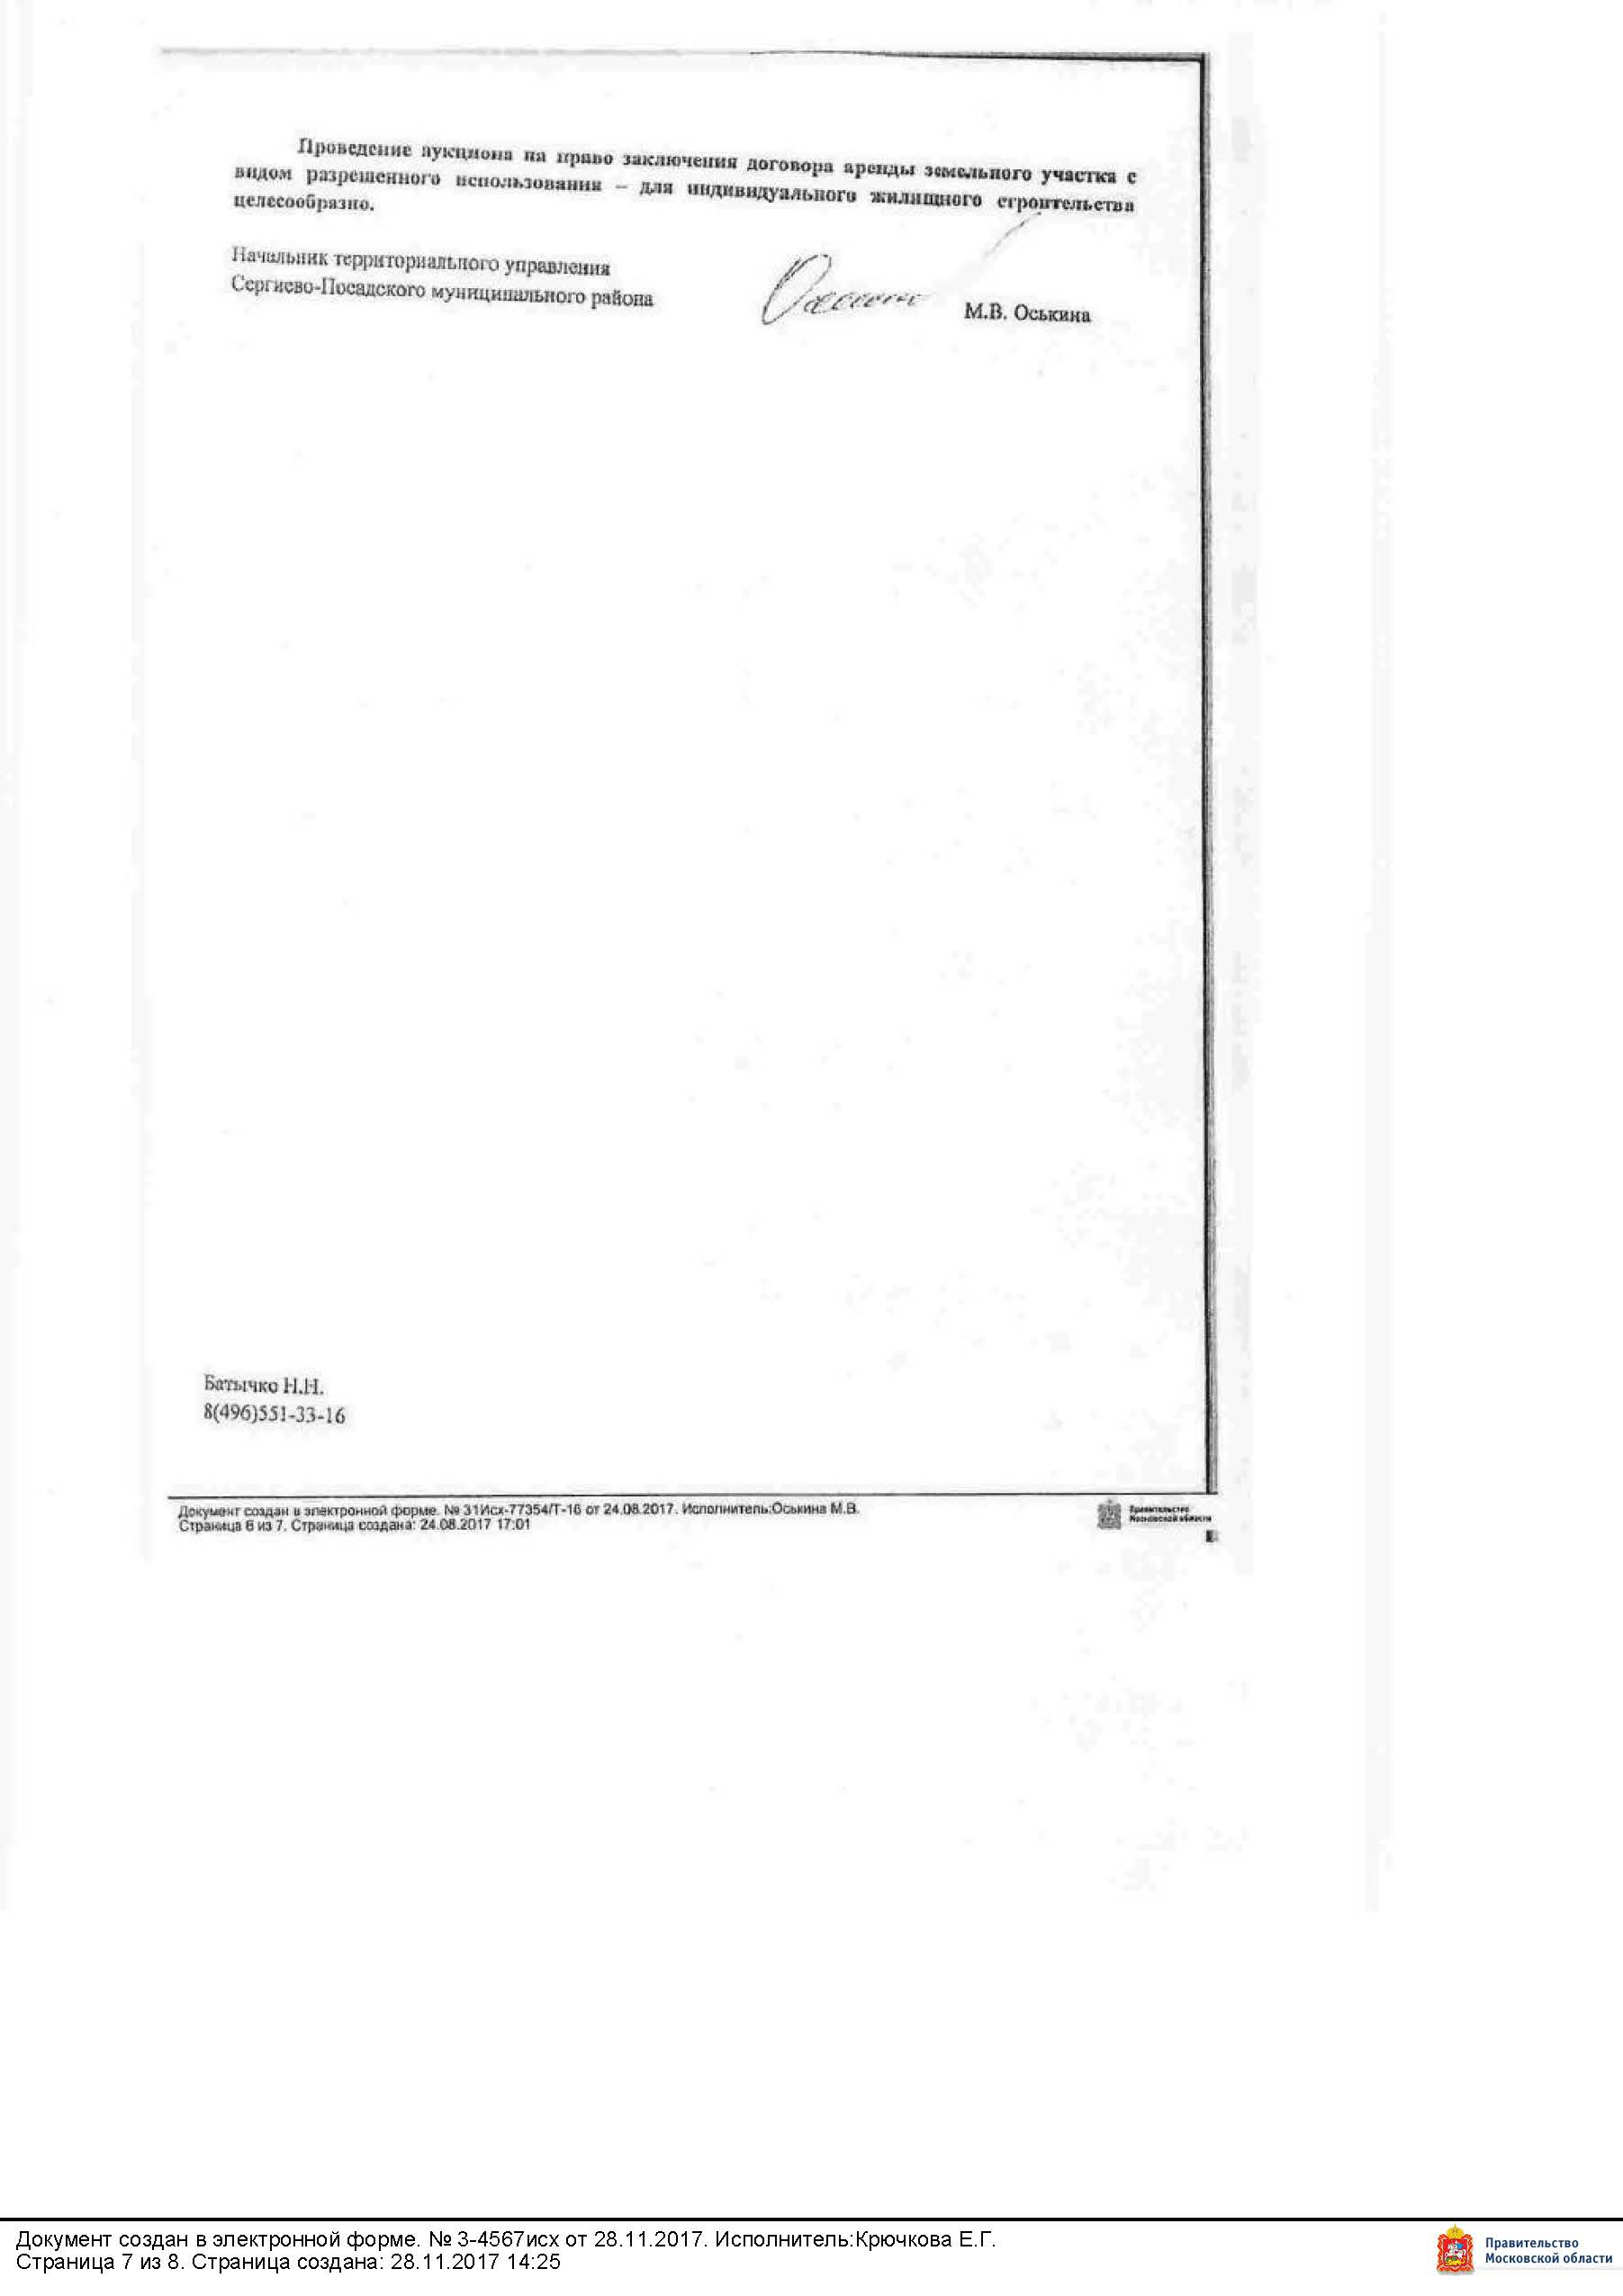 Проведение аукциона на право заключения договора аренды земельного участка с
видом разрешенного использования – для индивидуального жилищного строительства
целесообразно.
Начальник территориального управления
Сергиево-Посадского муниципального района
М.В. Оськина
Батычко Н.Н.
8(496)551-33-16
Документ создан в электронной форме. № 31Исх-77354/Т-16 от 24.08.2017. Исполнитель:Оськина М.В.
Страница 6 из 7. Страница создана: 24.08.2017 17:01
Правительство
Московской области
Документ создан в электронной форме. № 3-4567исх от 28.11.2017. Исполнитель:Крючкова Е.Г.
Страница 7 из 8. Страница создана: 28.11.2017 14:25
Правительство
Московской области